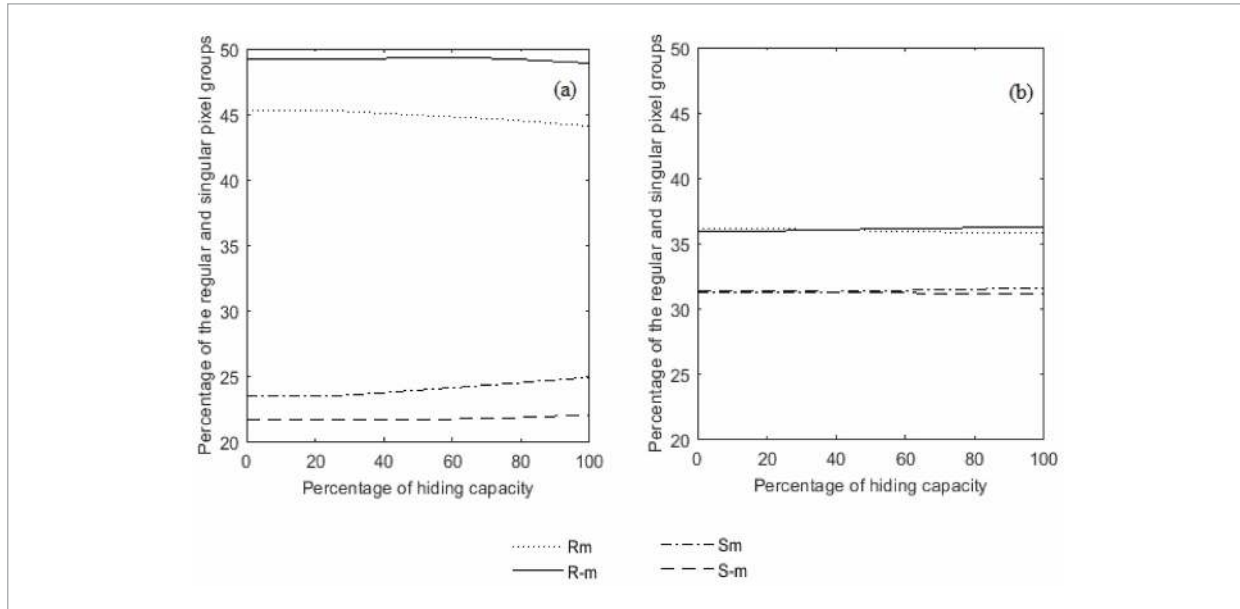 Percentage of the regular and singular pixel groups
50
45
40
35
30
25
20
(a)
0 20 40 60 80 100
Percentage of hiding capacity
Percentage of the regular and singular pixel groups
50
45
40
35
30
25
20
(b)
0 20 40 60 80 100
Percentage of hiding capacity
Rm Sm
R-m S-m